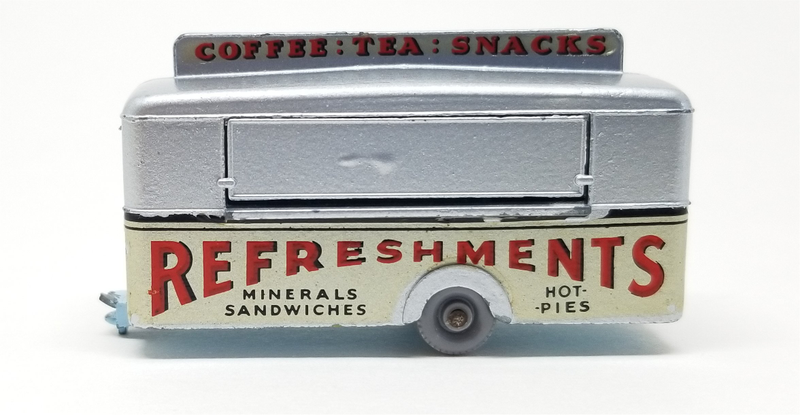 COFFEE : TEA : SNACKS
REFRESHMENTS
MINERALS
SANDWICHES
HOT-
-PIES